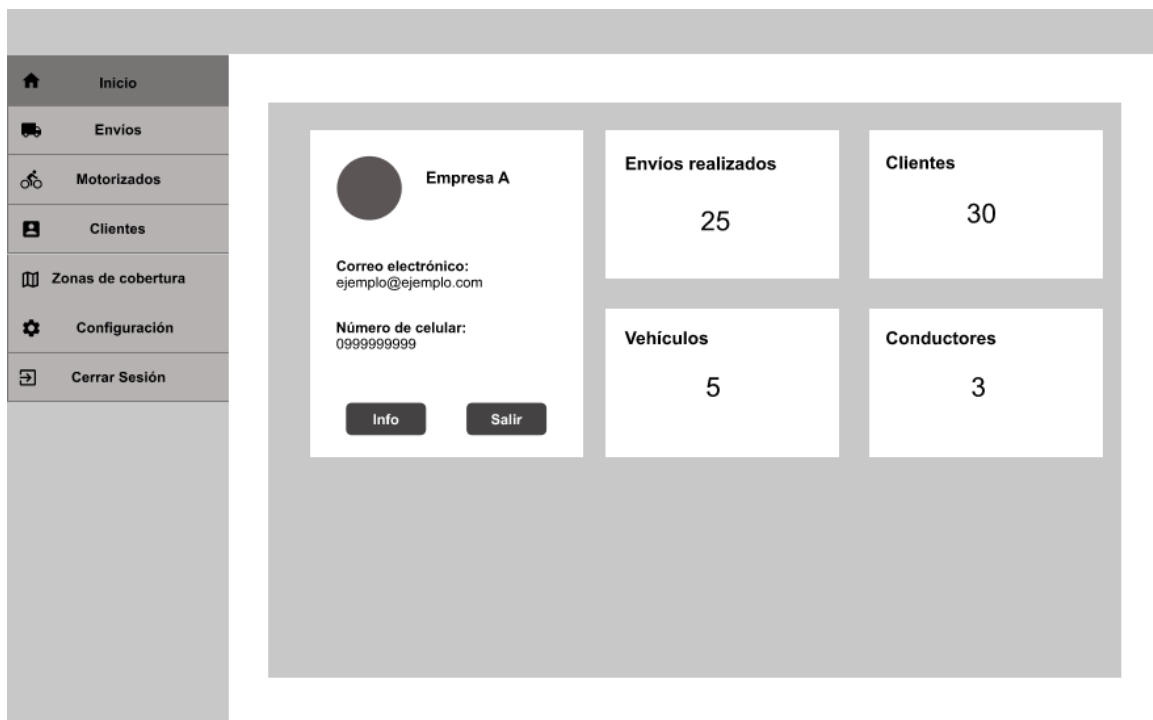 Inicio
Envíos
Motorizados
Clientes
Zonas de cobertura
Configuración
Cerrar Sesión
Empresa A
Correo electrónico:
ejemplo@ejemplo.com
Número de celular:
0999999999
Info
Salir
Envíos realizados
25
Clientes
30
Vehículos
5
Conductores
3